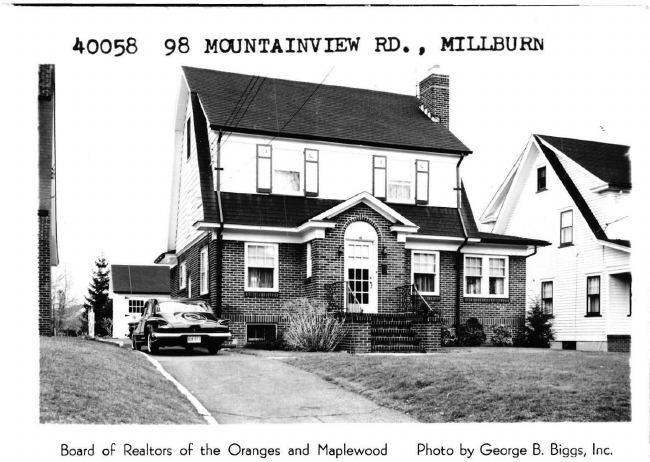 40058 98 MOUNTAINVIEW RD., MILLBURN
Board of Realtors of the Oranges and Maplewood Photo by George B. Biggs, Inc.